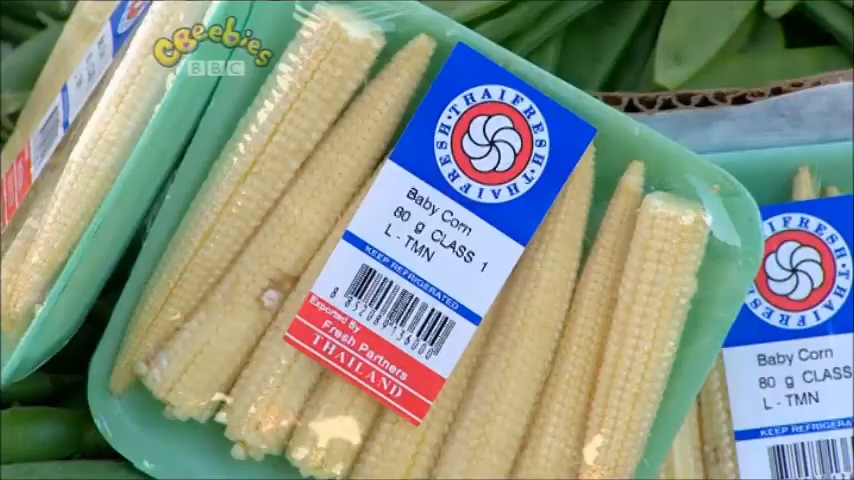 CBeebies
BBC
THAIFRESH · THAIFRESH ·
Baby Corn
80 g CLASS 1
L - TMN
KEEP REFRIGERATED
Exported By
Fresh Partners
THAILAND
THAIFRESH
Baby Corn
80 g CLASS
L - TMN
KEEP REFRIGERATED